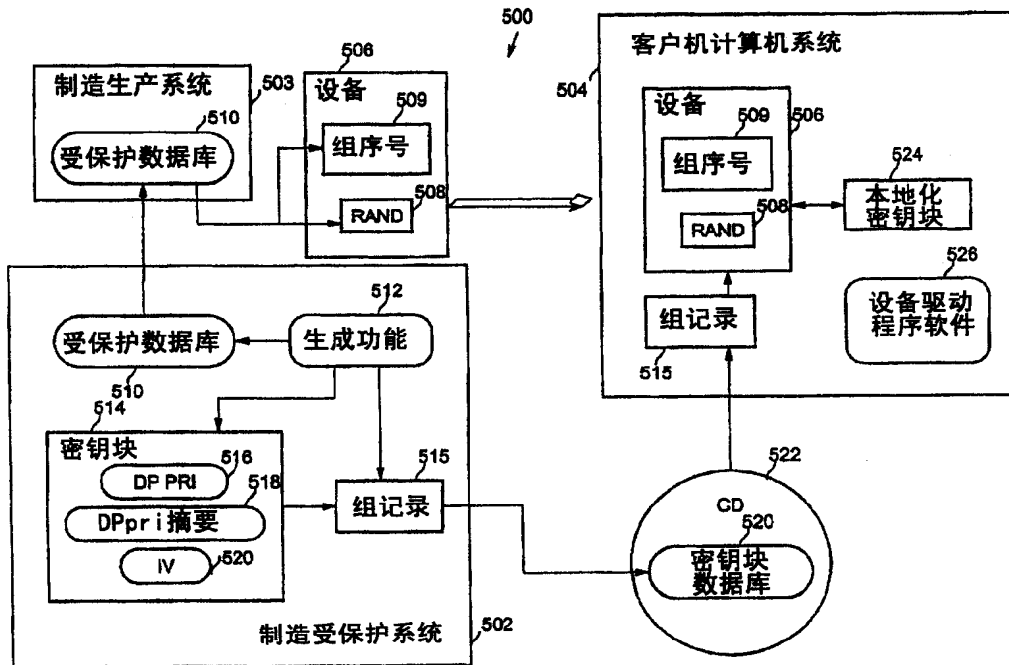 500
制造生产系统
503
510
受保护数据库
506
设备
509
组序号
508
RAND
客户机计算机系统
504
设备
509
506
组序号
508
RAND
524
本地化
密钥块
526
设备驱动
程序软件
组记录
515
512
受保护数据库
生成功能
510
514
密钥块
516
DP PRI
518
DPpri摘要
IV
520
515
组记录
制造受保护系统
502
522
CD
520
密钥块
数据库